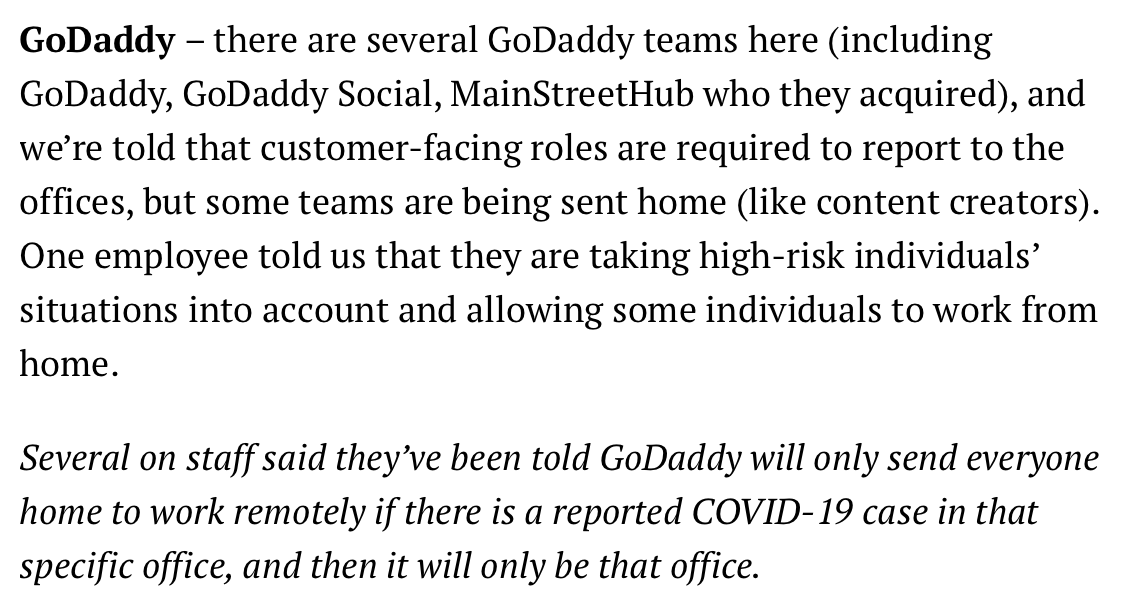 GoDaddy – there are several GoDaddy teams here (including
GoDaddy, GoDaddy Social, MainStreetHub who they acquired), and
we’re told that customer-facing roles are required to report to the
offices, but some teams are being sent home (like content creators).
One employee told us that they are taking high-risk individuals’
situations into account and allowing some individuals to work from
home.
Several on staff said they’ve been told GoDaddy will only send everyone
home to work remotely if there is a reported COVID-19 case in that
specific office, and then it will only be that office.